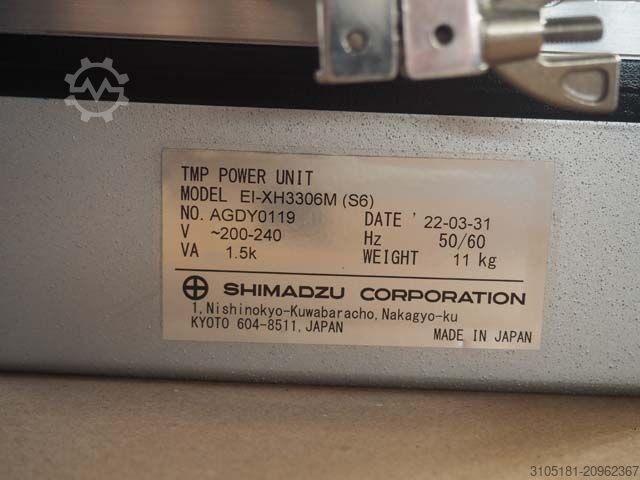 TMP POWER UNIT
MODEL EI-XH3306M (S6)
NO. AGDY0119 DATE '22-03-31
V ~200-240 Hz 50/60
VA 1.5k WEIGHT 11 kg
SHIMADZU CORPORATION
1, Nishinokyo-Kuwabaracho, Nakagyo-ku
KYOTO 604-8511, JAPAN MADE IN JAPAN
3105181-20962367